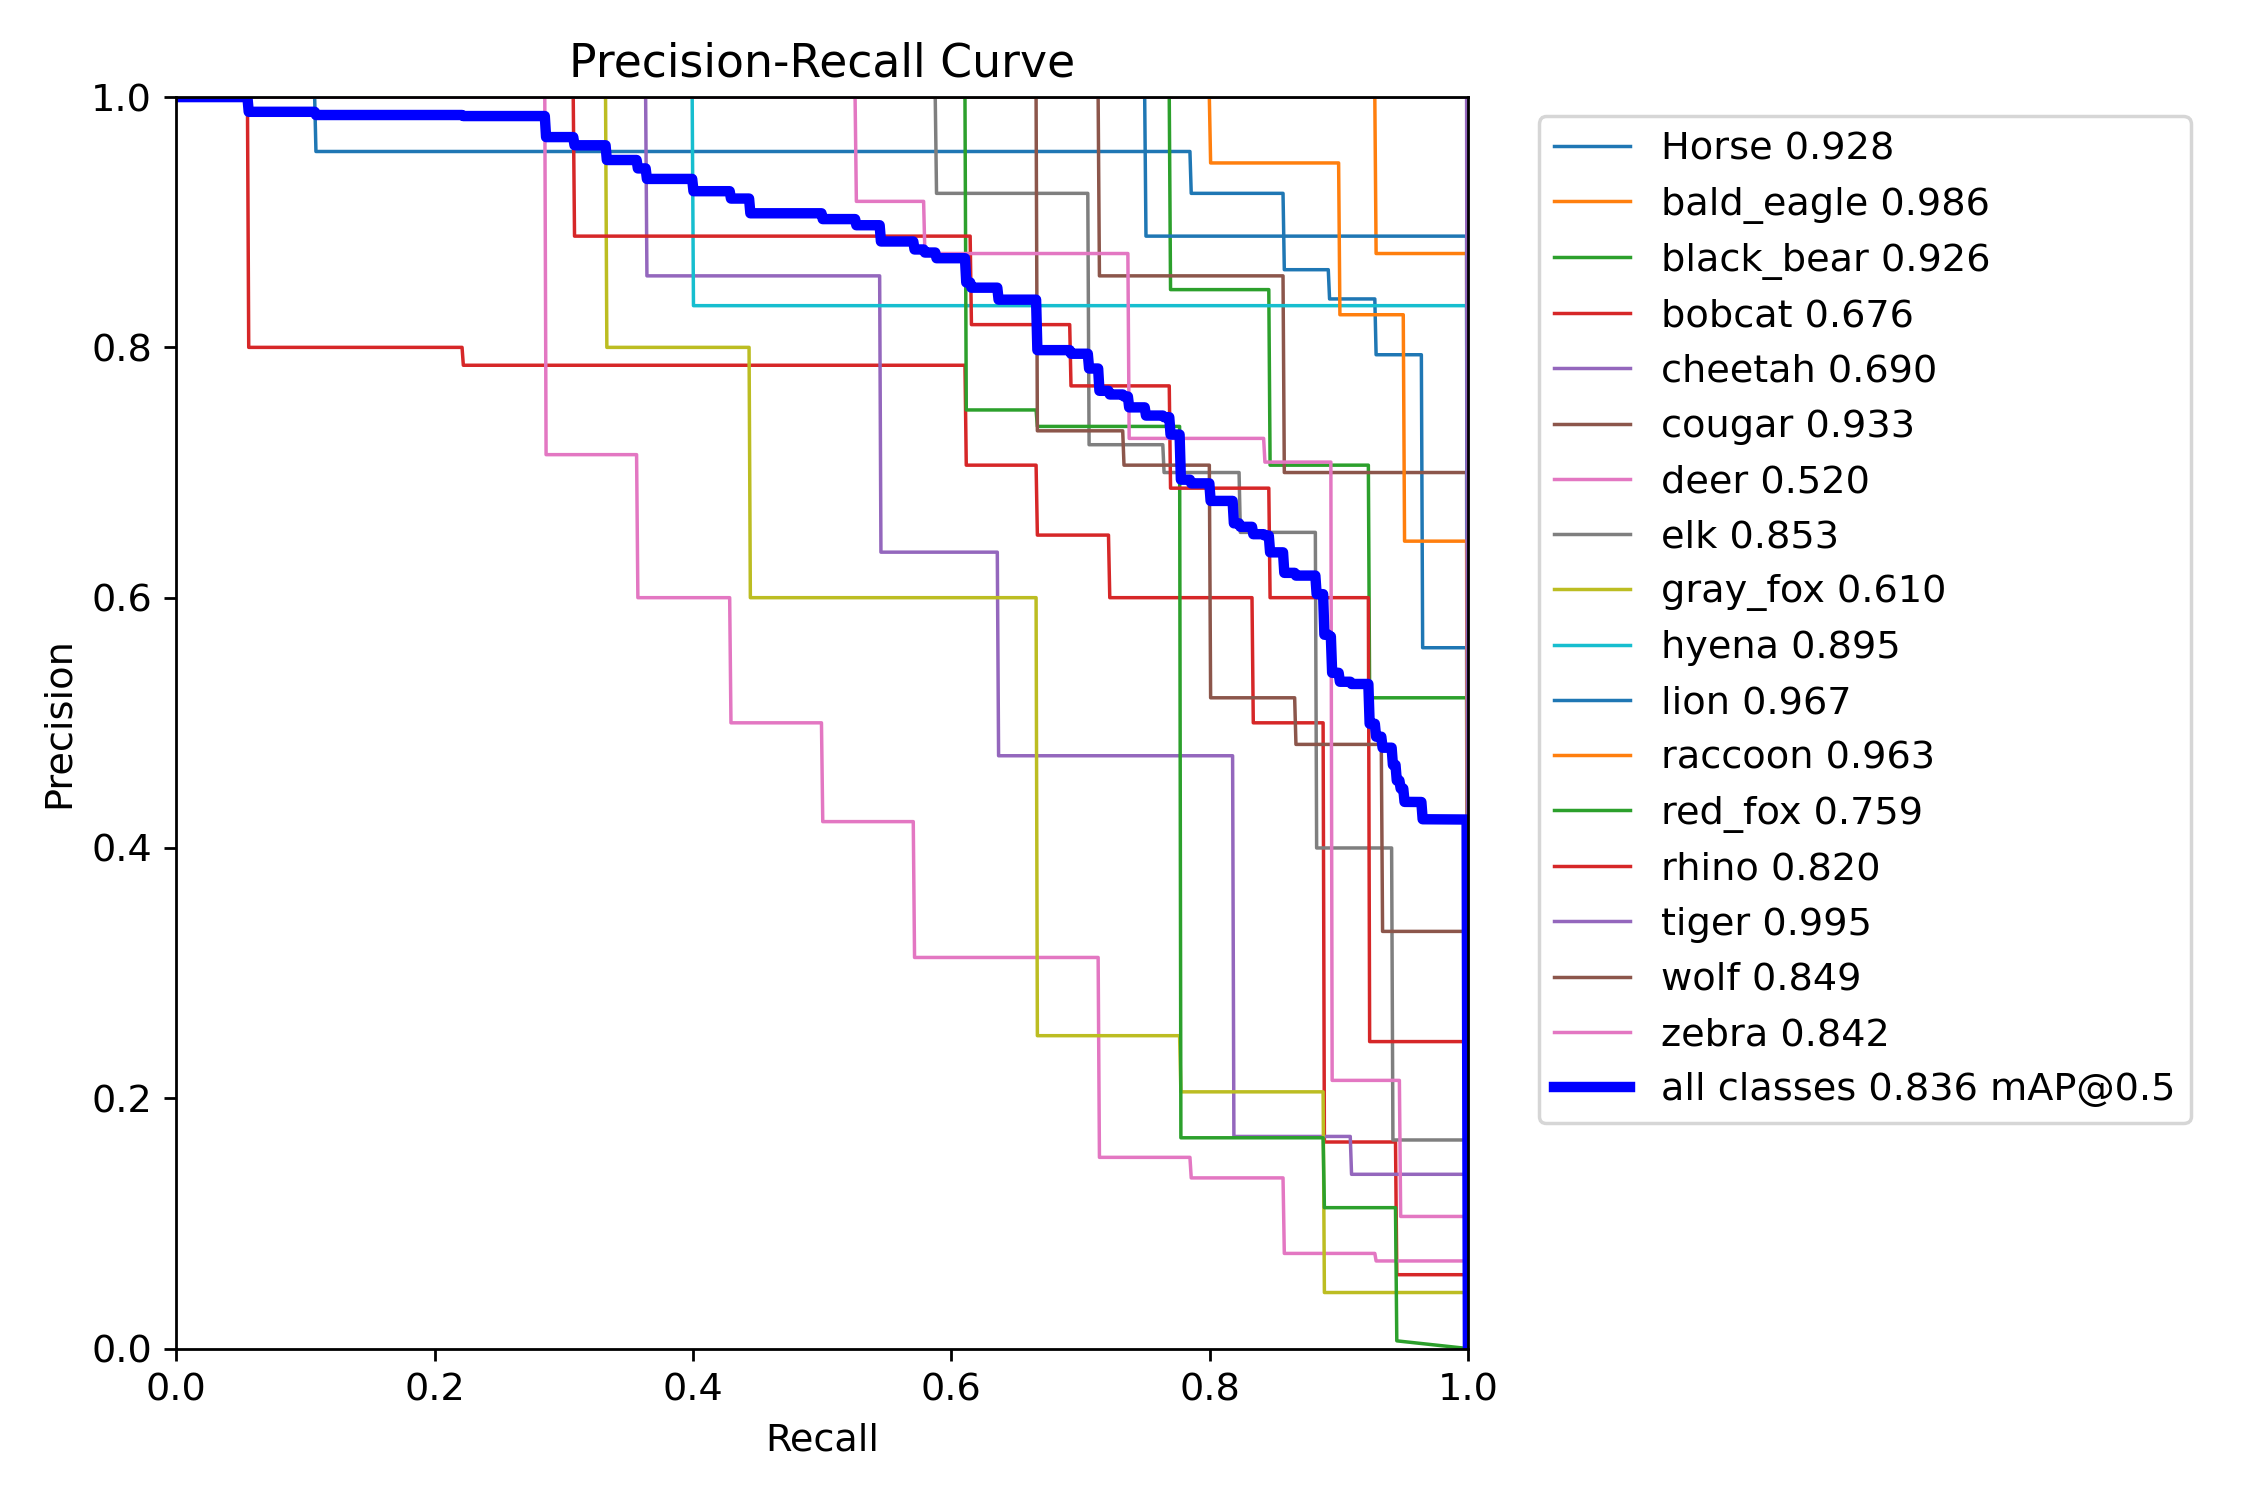 Precision-Recall Curve
1.0
0.8
0.6
0.4
0.2
0.0
Precision
0.0 0.2 0.4 0.6 0.8 1.0
Recall
Horse 0.928
bald_eagle 0.986
black_bear 0.926
bobcat 0.676
cheetah 0.690
cougar 0.933
deer 0.520
elk 0.853
gray_fox 0.610
hyena 0.895
lion 0.967
raccoon 0.963
red_fox 0.759
rhino 0.820
tiger 0.995
wolf 0.849
zebra 0.842
all classes 0.836 mAP@0.5